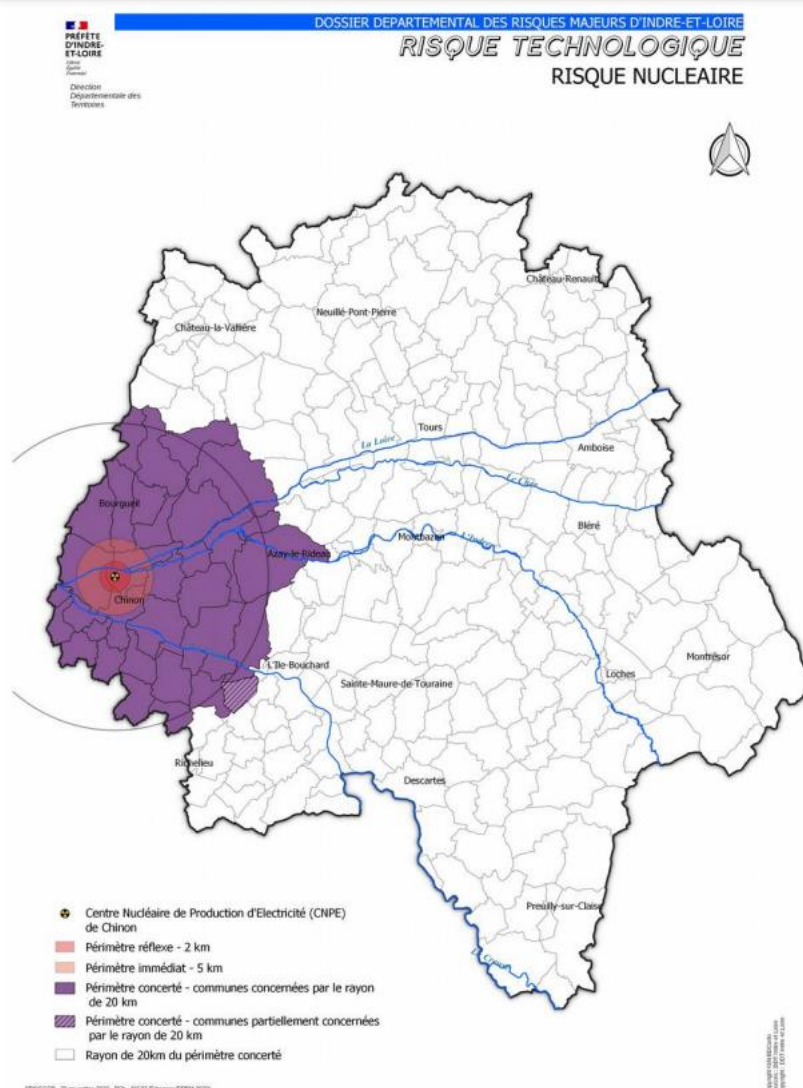 DOSSIER DEPARTEMENTAL DES RISQUES MAJEURS D'INDRE-ET-LOIRE
RISQUE TECHNOLOGIQUE
RISQUE NUCLEAIRE
PRÉFÈTE
D'INDRE-
ET-LOIRE
Liberté
Égalité
Fraternité
Direction
Départementale des
Territoires
Château-Renault
Neuillé-Pont-Pierre
Château-la-Vallière
Tours
La Loire
Amboise
Le Cher
Bourgueil
Bléré
Montbazon
L'Indre
Azay-le-Rideau
Chinon
Montrésor
L'Ile-Bouchard
Loches
Sainte-Maure-de-Touraine
Richelieu
Descartes
Preuilly-sur-Claise
La Creuse
Centre Nucléaire de Production d'Electricité (CNPE)
de Chinon
Périmètre réflexe - 2 km
Périmètre immédiat - 5 km
Périmètre concerté - communes concernées par le rayon
de 20 km
Périmètre concerté - communes partiellement concernées
par le rayon de 20 km
Rayon de 20km du périmètre concerté